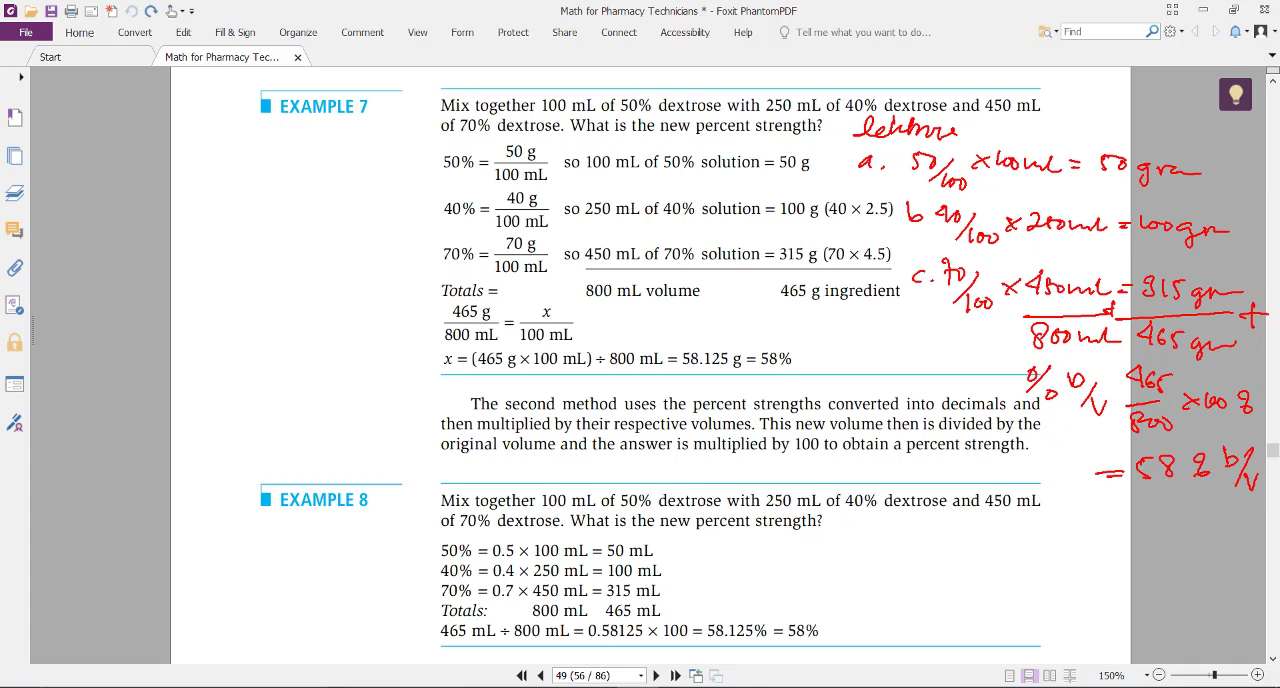 Math for Pharmacy Technicians * - Foxit PhantomPDF
File Home Convert Edit Fill & Sign Organize Comment View Form Protect Share Connect Accessibility Help Tell me what you want to do... Find
Start Math for Pharmacy Tec...
EXAMPLE 7
Mix together 100 mL of 50% dextrose with 250 mL of 40% dextrose and 450 mL
of 70% dextrose. What is the new percent strength?
50% = 50 g / 100 mL so 100 mL of 50% solution = 50 g
40% = 40 g / 100 mL so 250 mL of 40% solution = 100 g (40 × 2.5)
70% = 70 g / 100 mL so 450 mL of 70% solution = 315 g (70 × 4.5)
Totals = 800 mL volume 465 g ingredient
465 g / 800 mL = x / 100 mL
x = (465 g × 100 mL) ÷ 800 mL = 58.125 g = 58%
a. 50/100 × 100 ml = 50 gram
b 40/100 × 250 ml = 100 gm
c. 70/100 × 450 ml = 315 gm
800 ml 465 gm +
% b/v 465/800 × 100 %
= 58 % b/v
The second method uses the percent strengths converted into decimals and
then multiplied by their respective volumes. This new volume then is divided by the
original volume and the answer is multiplied by 100 to obtain a percent strength.
EXAMPLE 8
Mix together 100 mL of 50% dextrose with 250 mL of 40% dextrose and 450 mL
of 70% dextrose. What is the new percent strength?
50% = 0.5 × 100 mL = 50 mL
40% = 0.4 × 250 mL = 100 mL
70% = 0.7 × 450 mL = 315 mL
Totals: 800 mL 465 mL
465 mL ÷ 800 mL = 0.58125 × 100 = 58.125% = 58%
49 (56 / 86) 150%